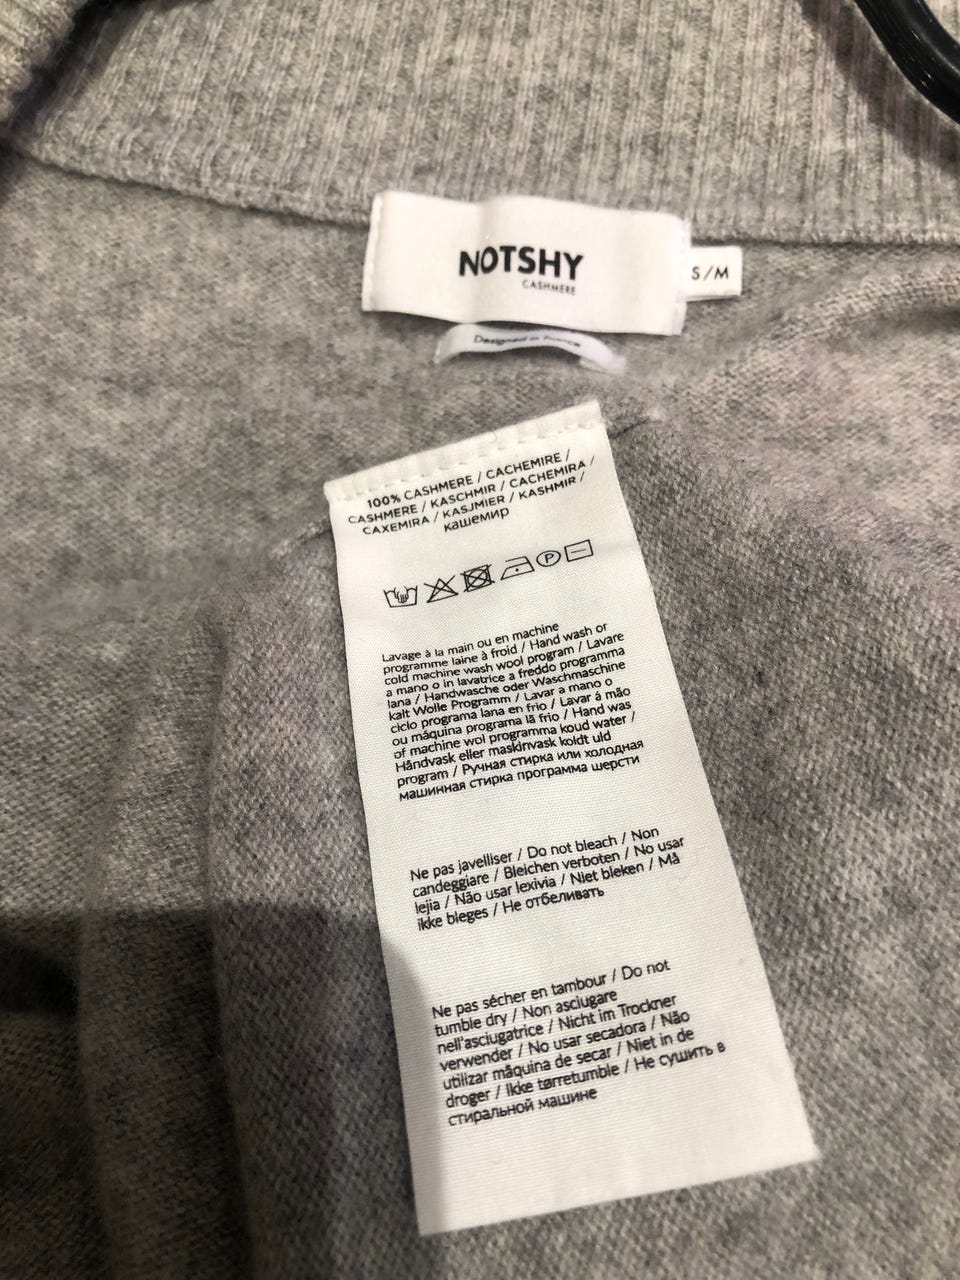 NOTSHY
CASHMERE
S/M
Designed in France
100% CASHMERE / CACHEMIRE /
CASHMERE / KASCHMIR / CACHEMIRA /
CAXEMIRA / KASJMIER / KASHMIR /
кашемир
P
Lavage à la main ou en machine
programme laine à froid / Hand wash or
cold machine wash wool program / Lavare
a mano o in lavatrice a freddo programma
lana / Handwasche oder Waschmaschine
kalt Wolle Programm / Lavar a mano o
ciclo programa lana en frio / Lavar á mão
ou máquina programa lã frio / Hand was
of machine wol programma koud water /
Håndvask eller maskinvask koldt uld
program / Ручная стирка или холодная
машинная стирка программа шерсти
Ne pas javelliser / Do not bleach / Non
candeggiare / Bleichen verboten / No usar
lejia / Não usar lexivia / Niet bleken / Må
ikke bleges / Не отбеливать
Ne pas sécher en tambour / Do not
tumble dry / Non asciugare
nell'asciugatrice / Nicht im Trockner
verwender / No usar secadora / Não
utilizar mâquina de secar / Niet in de
droger / Ikke tørretumble / Не сушить в
стиральной машине